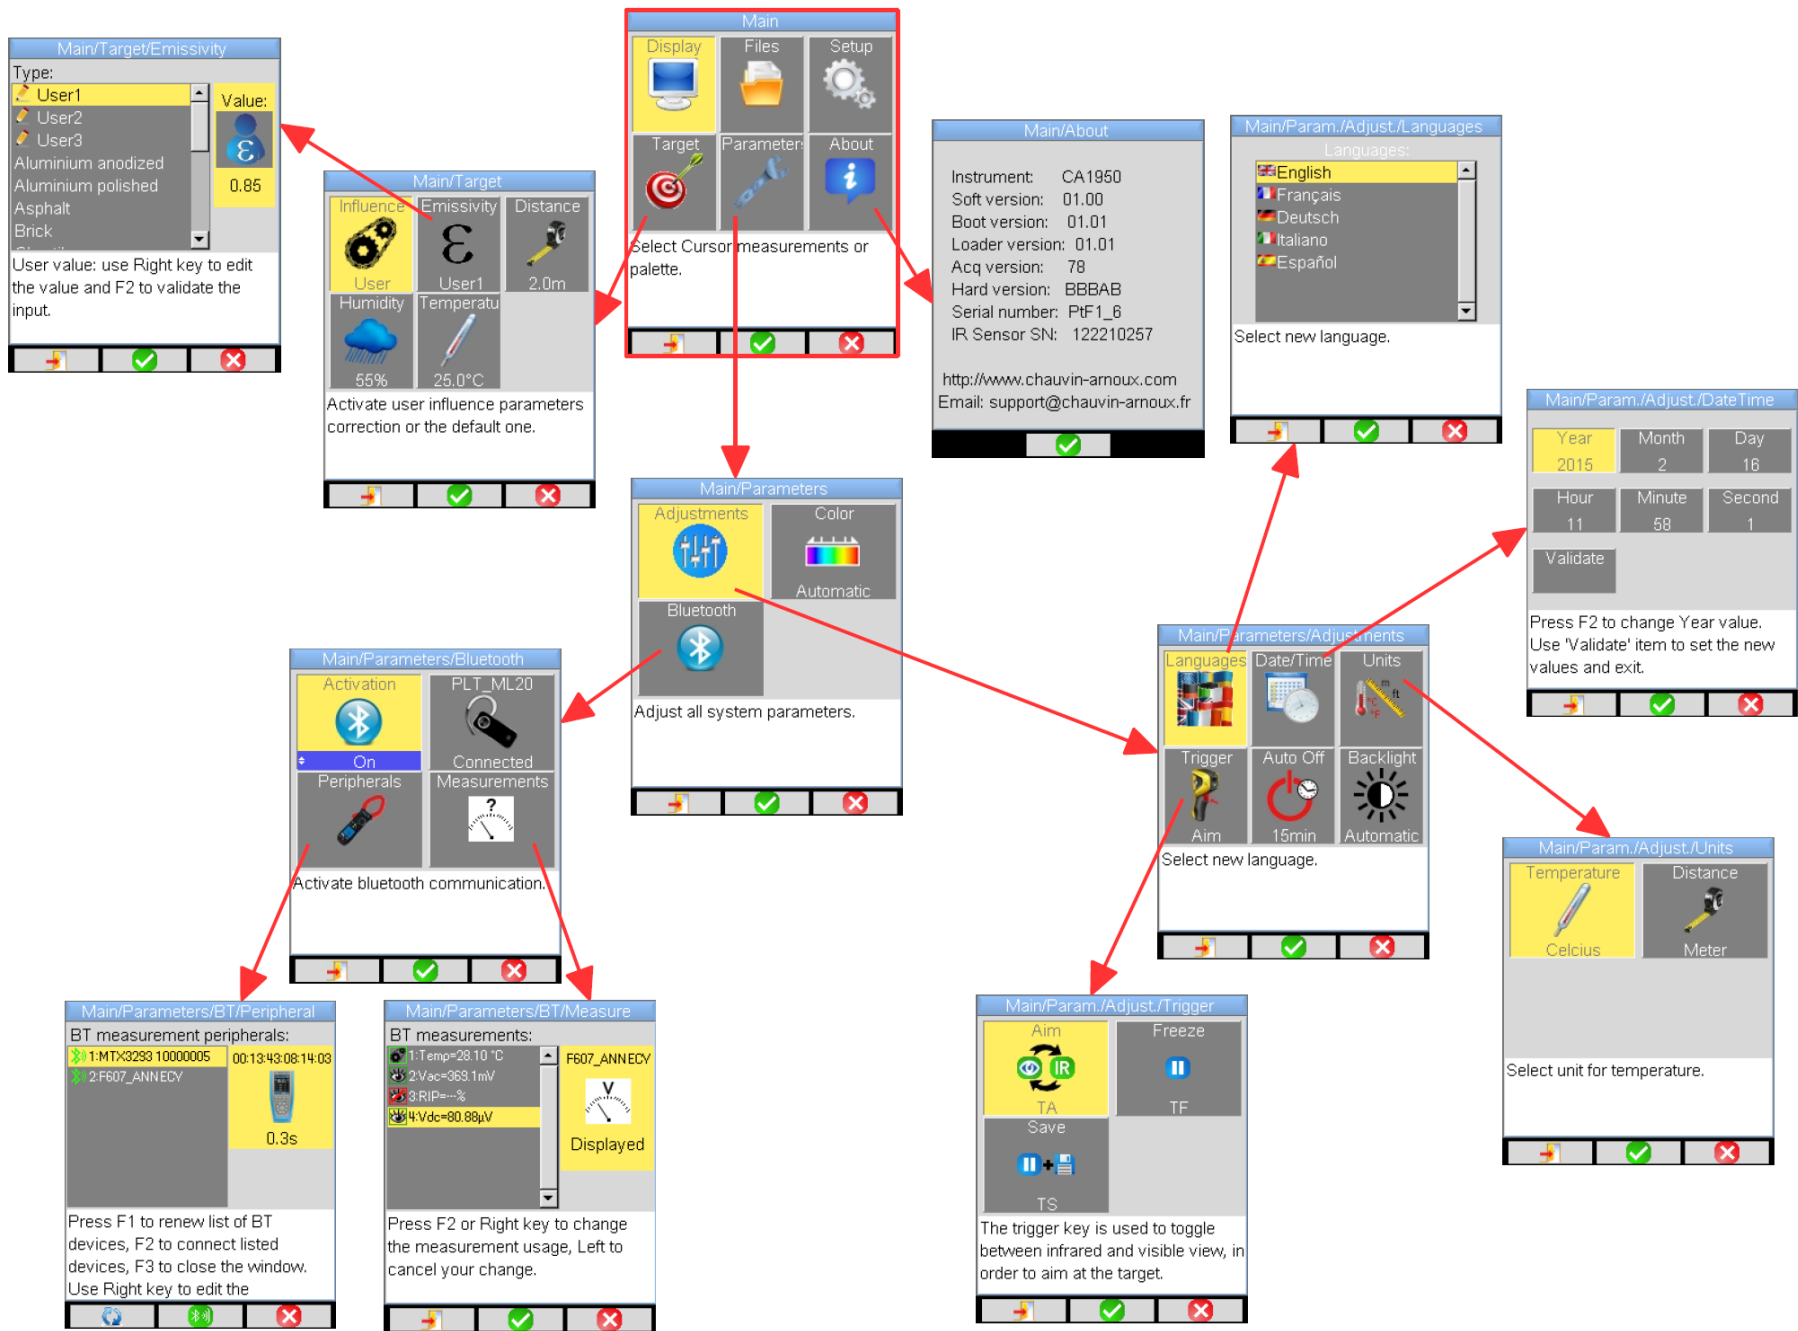 Main/Target/Emissivity
Type:
User1
User2
User3
Aluminium anodized
Aluminium polished
Asphalt
Brick
Value:
0.85
User value: use Right key to edit
the value and F2 to validate the
input.
Main/Target
Influence
User
Emissivity
ε
User1
Distance
2.0m
Humidity
55%
Temperatu
25.0°C
Activate user influence parameters
correction or the default one.
Main
Display
Files
Setup
Target
Parameter
About
Select Cursor measurements or
palette.
Main/About
Instrument: CA1950
Soft version: 01.00
Boot version: 01.01
Loader version: 01.01
Acq version: 78
Hard version: BBBAB
Serial number: PtF1_6
IR Sensor SN: 122210257
http://www.chauvin-arnoux.com
Email: support@chauvin-arnoux.fr
Main/Param./Adjust./Languages
Languages:
English
Français
Deutsch
Italiano
Español
Select new language.
Main/Param./Adjust./DateTime
Year
2015
Month
2
Day
16
Hour
11
Minute
58
Second
1
Validate
Press F2 to change Year value.
Use 'Validate' item to set the new
values and exit.
Main/Parameters
Adjustments
Color
Automatic
Bluetooth
Adjust all system parameters.
Main/Parameters/Bluetooth
Activation
On
PLT_ML20
Connected
Peripherals
Measurements
?
Activate bluetooth communication.
Main/Parameters/Adjustments
Languages
Date/Time
Units
m
ft
°C
°F
Trigger
Aim
Auto Off
15min
Backlight
Automatic
Select new language.
Main/Param./Adjust./Units
Temperature
Celcius
Distance
Meter
Select unit for temperature.
Main/Parameters/BT/Peripheral
BT measurement peripherals:
1:MTX3293 10000005
2:F607_ANNECY
00:13:43:08:14:03
0.3s
Press F1 to renew list of BT
devices, F2 to connect listed
devices, F3 to close the window.
Use Right key to edit the
Main/Parameters/BT/Measure
BT measurements:
1:Temp=28.10 °C
2:Vac=369.1mV
3:RIP=---%
4:Vdc=80.88µV
F607_ANNECY
V
Displayed
Press F2 or Right key to change
the measurement usage, Left to
cancel your change.
Main/Param./Adjust./Trigger
Aim
IR
TA
Freeze
TF
Save
TS
The trigger key is used to toggle
between infrared and visible view, in
order to aim at the target.